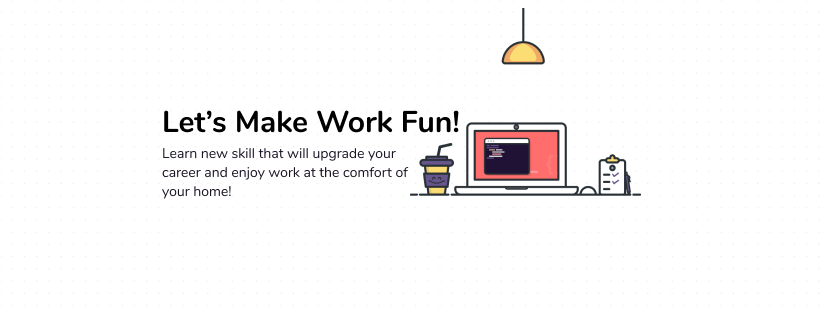 Let's Make Work Fun!
Learn new skill that will upgrade your
career and enjoy work at the comfort of
your home!